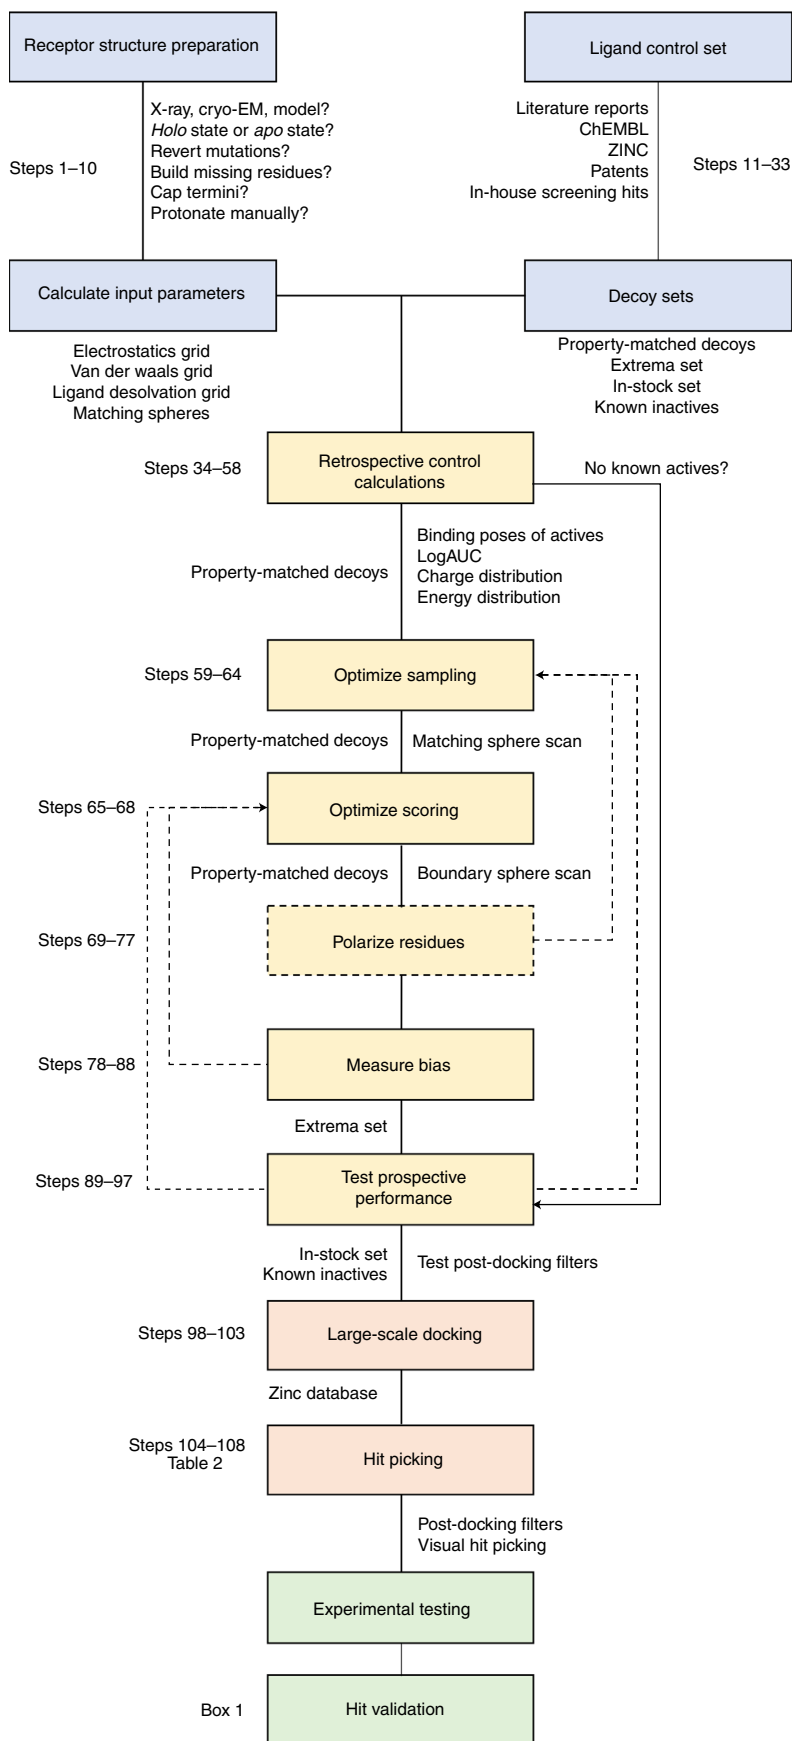 Receptor structure preparation
Ligand control set
Steps 1–10
X-ray, cryo-EM, model?
Holo state or apo state?
Revert mutations?
Build missing residues?
Cap termini?
Protonate manually?
Literature reports
ChEMBL
ZINC
Patents
In-house screening hits
Steps 11–33
Calculate input parameters
Decoy sets
Electrostatics grid
Van der waals grid
Ligand desolvation grid
Matching spheres
Property-matched decoys
Extrema set
In-stock set
Known inactives
Steps 34–58
Retrospective control
calculations
No known actives?
Property-matched decoys
Binding poses of actives
LogAUC
Charge distribution
Energy distribution
Steps 59–64
Optimize sampling
Property-matched decoys
Matching sphere scan
Steps 65–68
Optimize scoring
Property-matched decoys
Boundary sphere scan
Steps 69–77
Polarize residues
Steps 78–88
Measure bias
Extrema set
Steps 89–97
Test prospective
performance
In-stock set
Known inactives
Test post-docking filters
Steps 98–103
Large-scale docking
Zinc database
Steps 104–108
Table 2
Hit picking
Post-docking filters
Visual hit picking
Experimental testing
Box 1
Hit validation